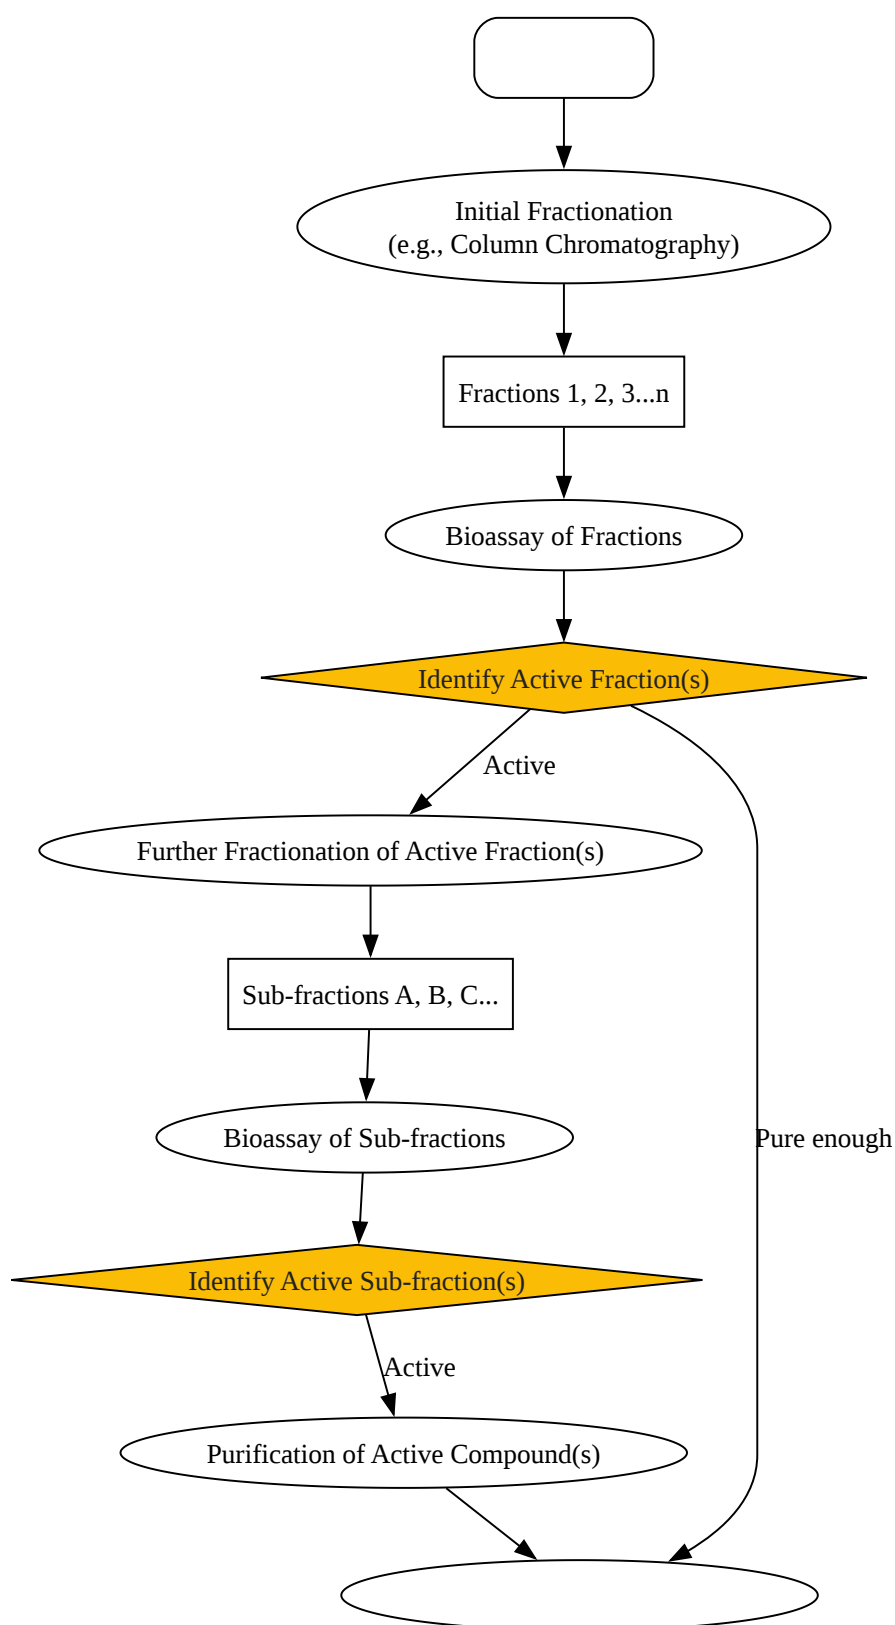 Initial Fractionation
(e.g., Column Chromatography)
Fractions 1, 2, 3...n
Bioassay of Fractions
Identify Active Fraction(s)
Active
Further Fractionation of Active Fraction(s)
Sub-fractions A, B, C...
Bioassay of Sub-fractions
Pure enough
Identify Active Sub-fraction(s)
Active
Purification of Active Compound(s)